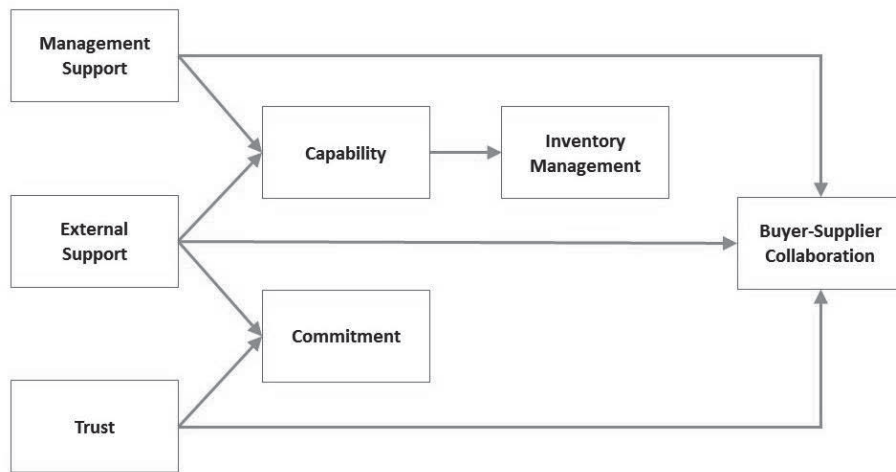 Management
Support
Capability
Inventory
Management
External
Support
Buyer-Supplier
Collaboration
Commitment
Trust